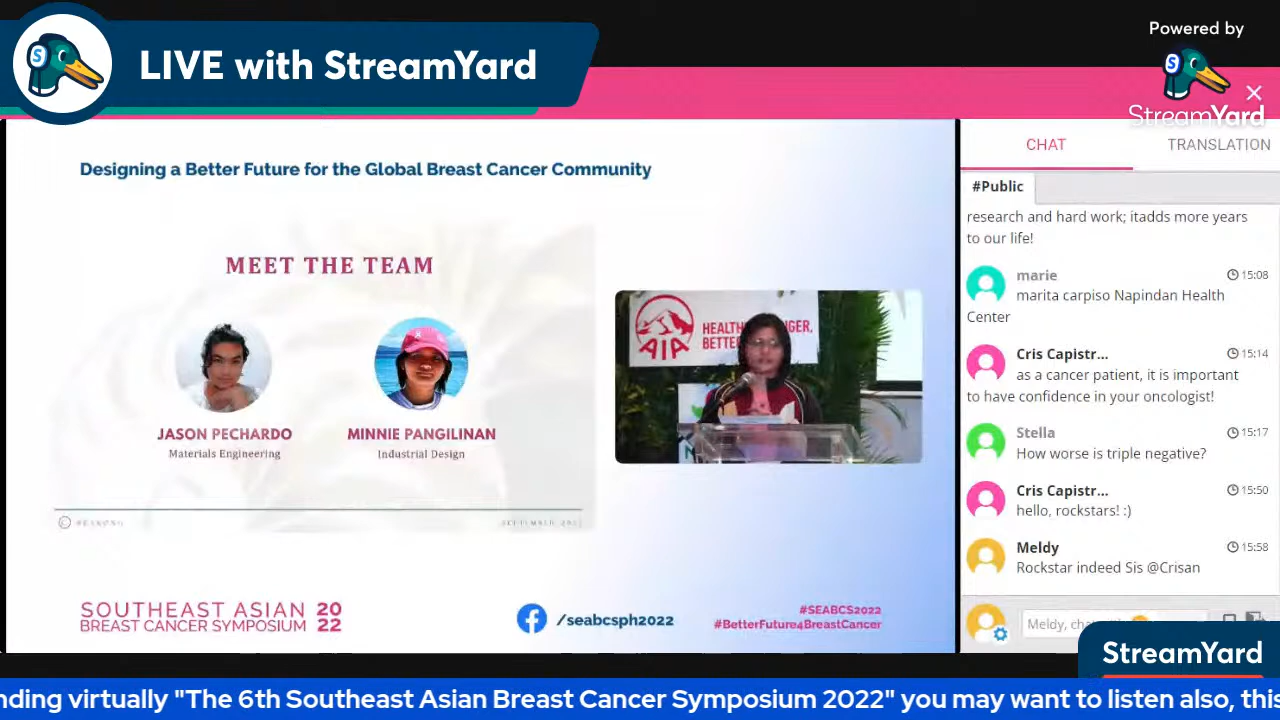 LIVE with StreamYard
Powered by
StreamYard
CHAT
TRANSLATION
#Public
Designing a Better Future for the Global Breast Cancer Community
MEET THE TEAM
JASON PECHARDO
Materials Engineering
MINNIE PANGILINAN
Industrial Design
AIA
HEALTHIER, LONGER,
BETTER
SOUTHEAST ASIAN 20
BREAST CANCER SYMPOSIUM 22
/seabcsph2022
#SEABCS2022
#BetterFuture4BreastCancer
research and hard work; itadds more years
to our life!
marie
15:08
marita carpiso Napindan Health
Center
Cris Capistr...
15:14
as a cancer patient, it is important
to have confidence in your oncologist!
Stella
15:17
How worse is triple negative?
Cris Capistr...
15:50
hello, rockstars! :)
Meldy
15:58
Rockstar indeed Sis @Crisan
Meldy,
StreamYard
nding virtually "The 6th Southeast Asian Breast Cancer Symposium 2022" you may want to listen also, this